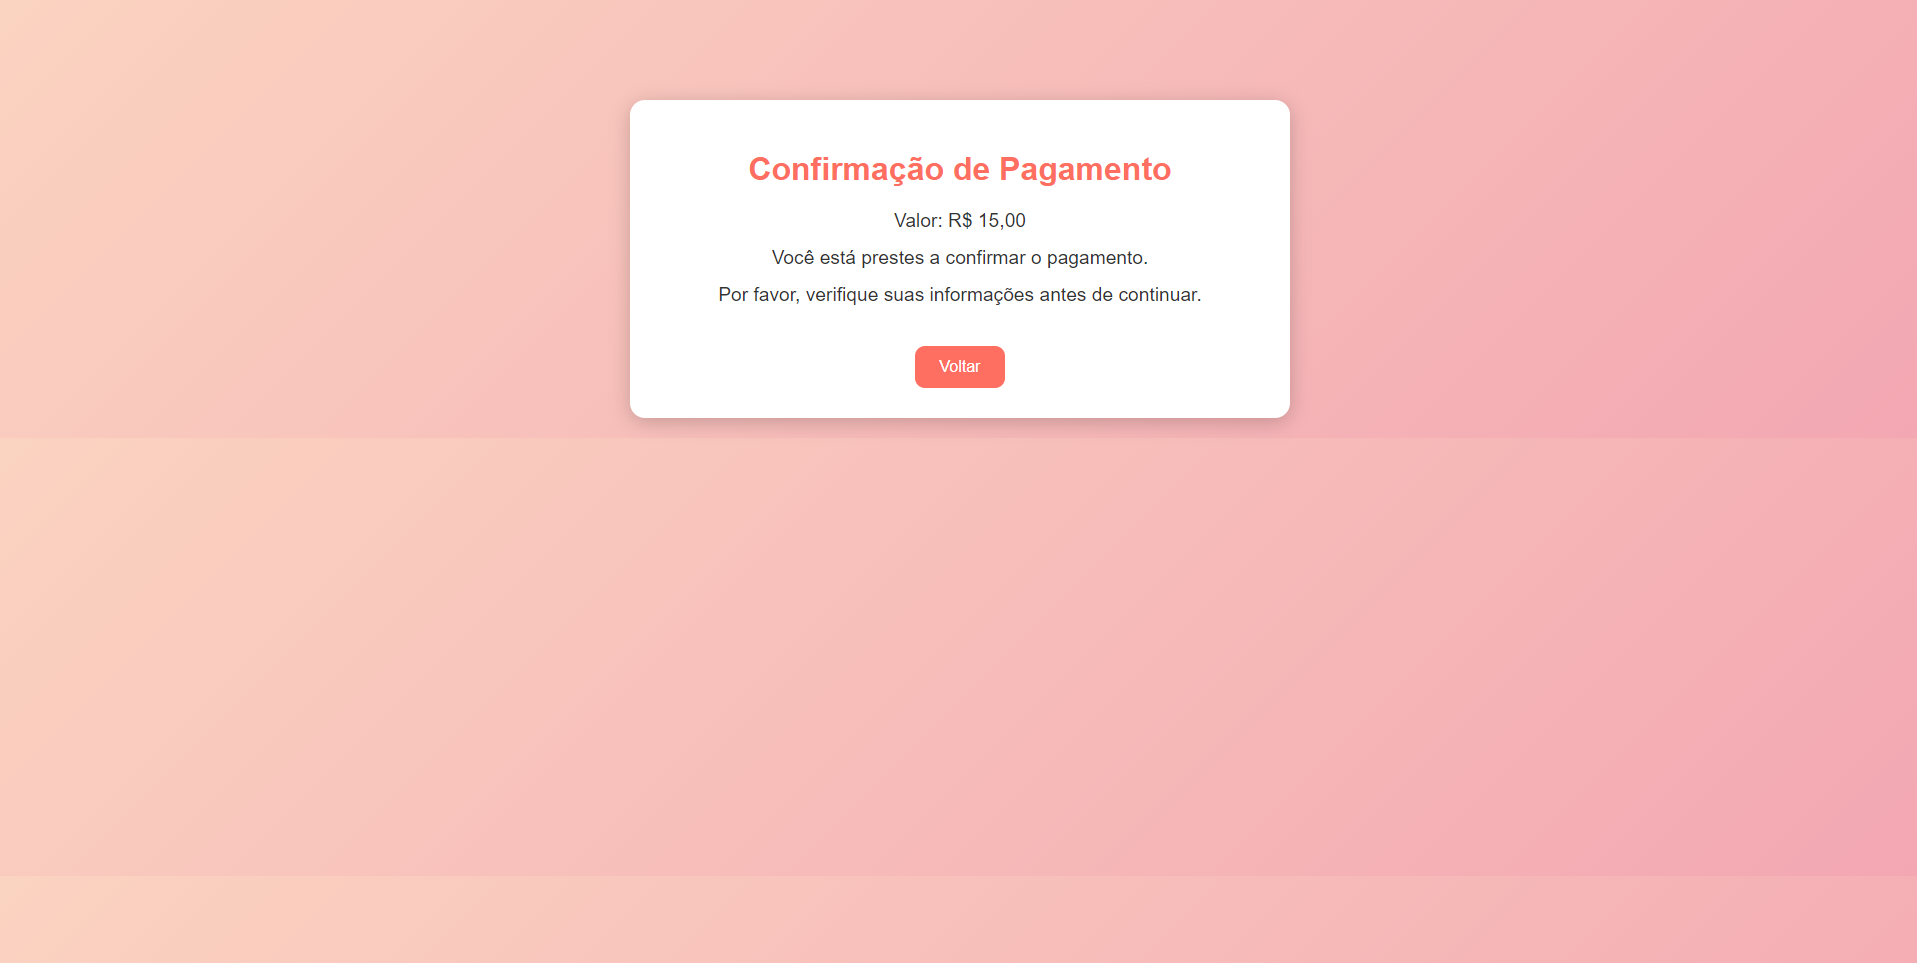 Confirmação de Pagamento
Valor: R$ 15,00
Você está prestes a confirmar o pagamento.
Por favor, verifique suas informações antes de continuar.
Voltar